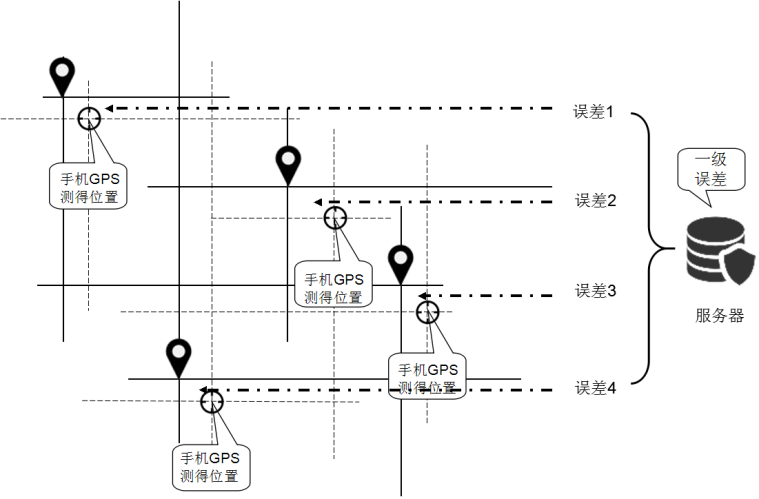 误差1
一级
误差
手机GPS
测得位置
误差2
手机GPS
测得位置
误差3
服务器
手机GPS
测得位置
误差4
手机GPS
测得位置